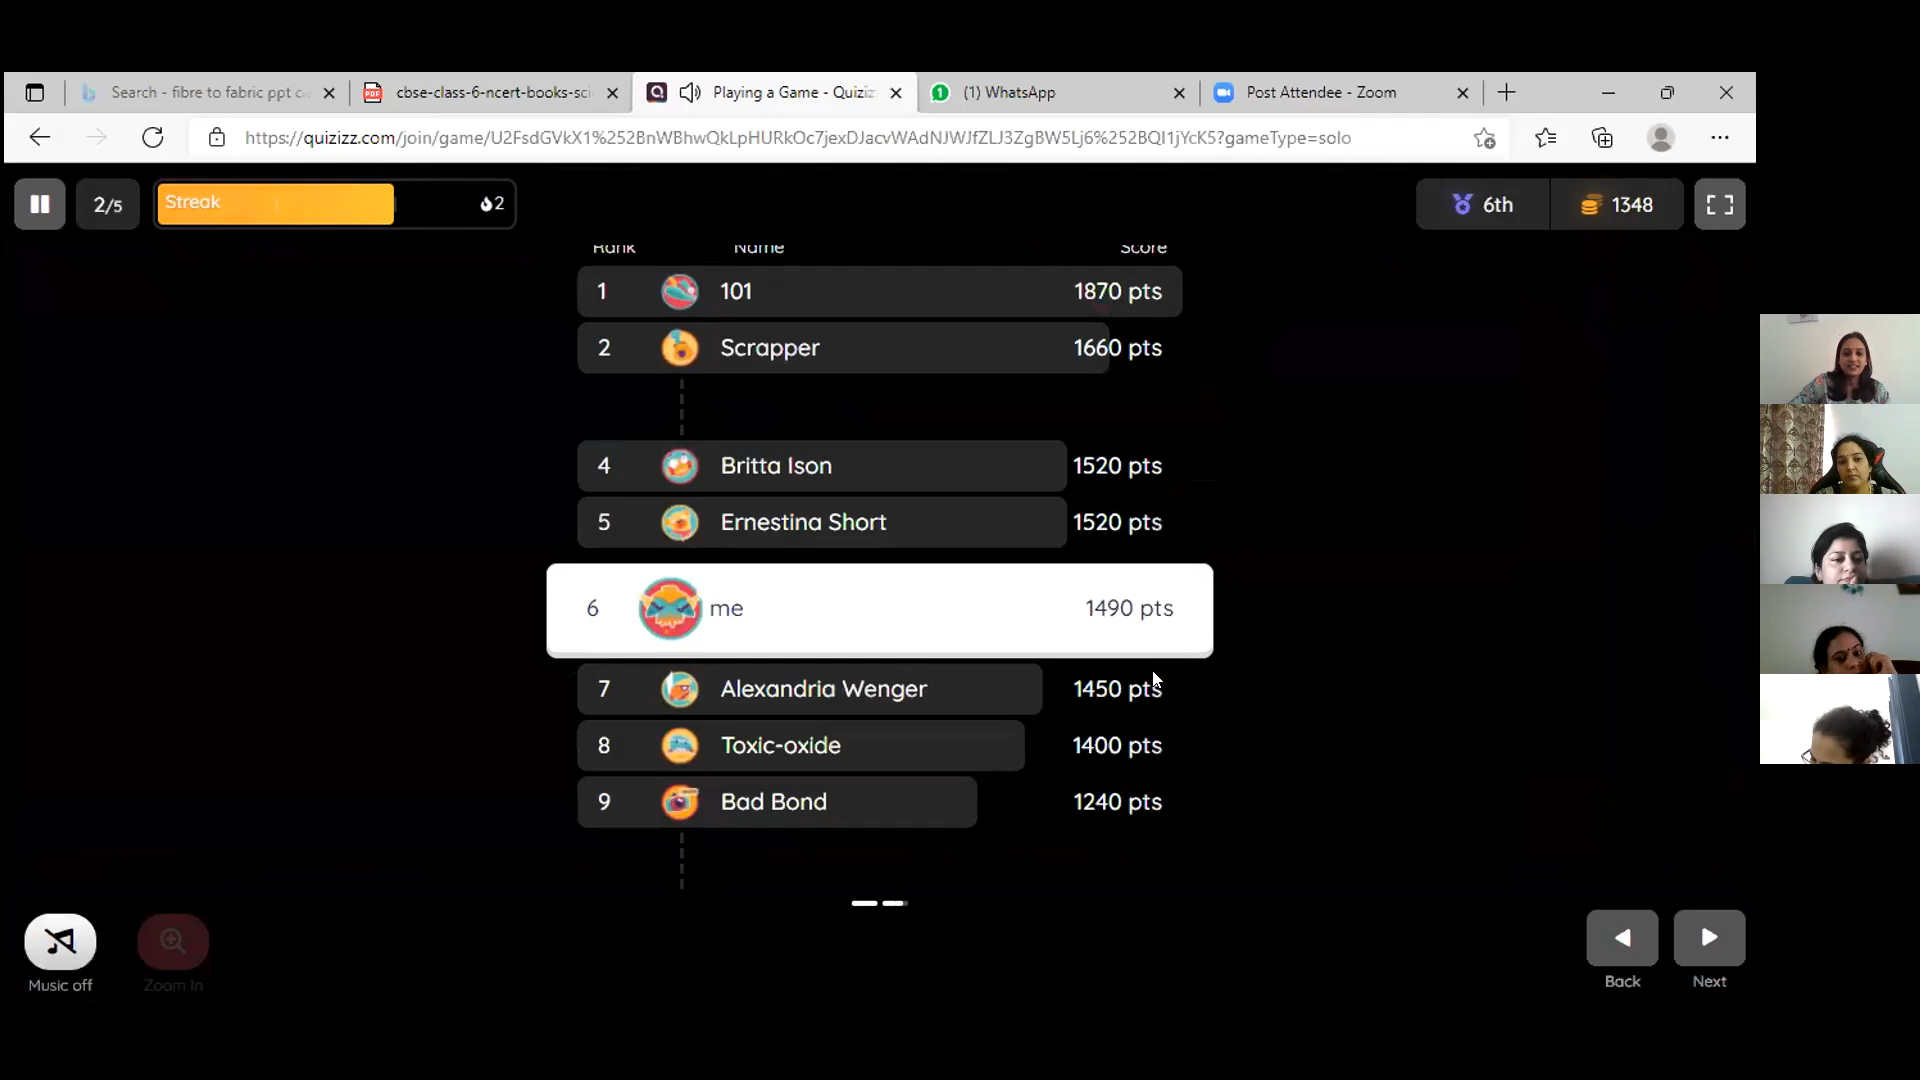 Search - fibre to fabric ppt cl
cbse-class-6-ncert-books-sci
Playing a Game - Quiziz
(1) WhatsApp
Post Attendee - Zoom
https://quizizz.com/join/game/U2FsdGVkX1%252BnWBhwQkLpHURkOc7jexDJacvWAdNJWJfZLJ3ZgBW5Lj6%252BQI1jYcK5?gameType=solo
2/5
Streak
2
6th
1348
Rank Name Score
1 101 1870 pts
2 Scrapper 1660 pts
4 Britta Ison 1520 pts
5 Ernestina Short 1520 pts
6 me 1490 pts
7 Alexandria Wenger 1450 pts
8 Toxic-oxide 1400 pts
9 Bad Bond 1240 pts
Music off
Zoom In
Back
Next